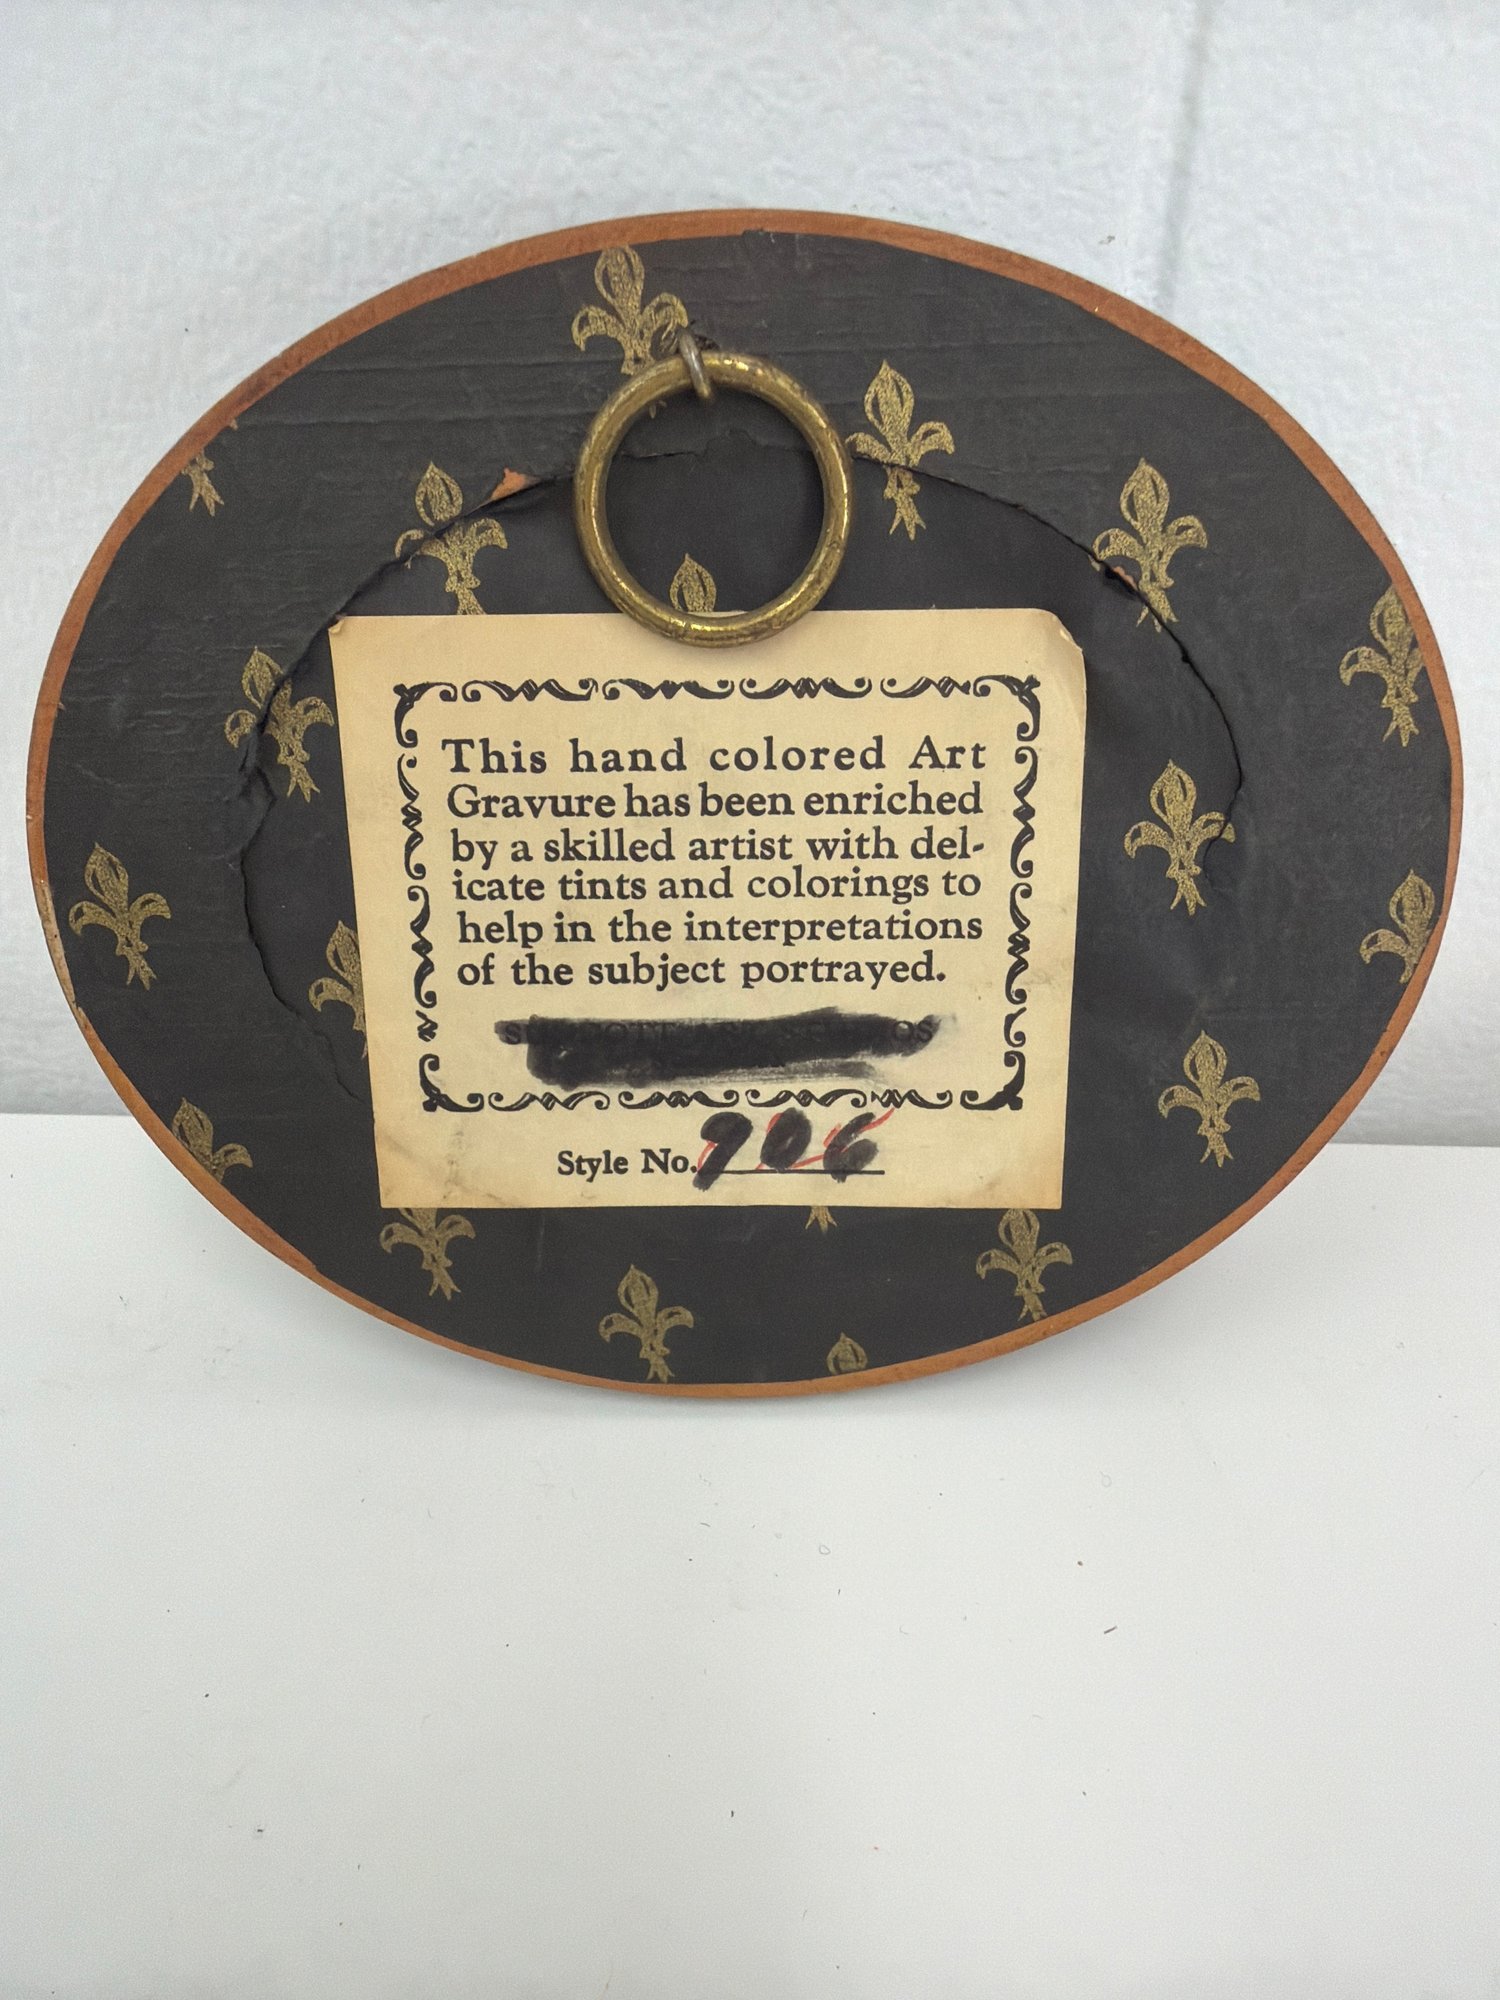 This hand colored Art
Gravure has been enriched
by a skilled artist with del-
icate tints and colorings to
help in the interpretations
of the subject portrayed.
Style No. 906